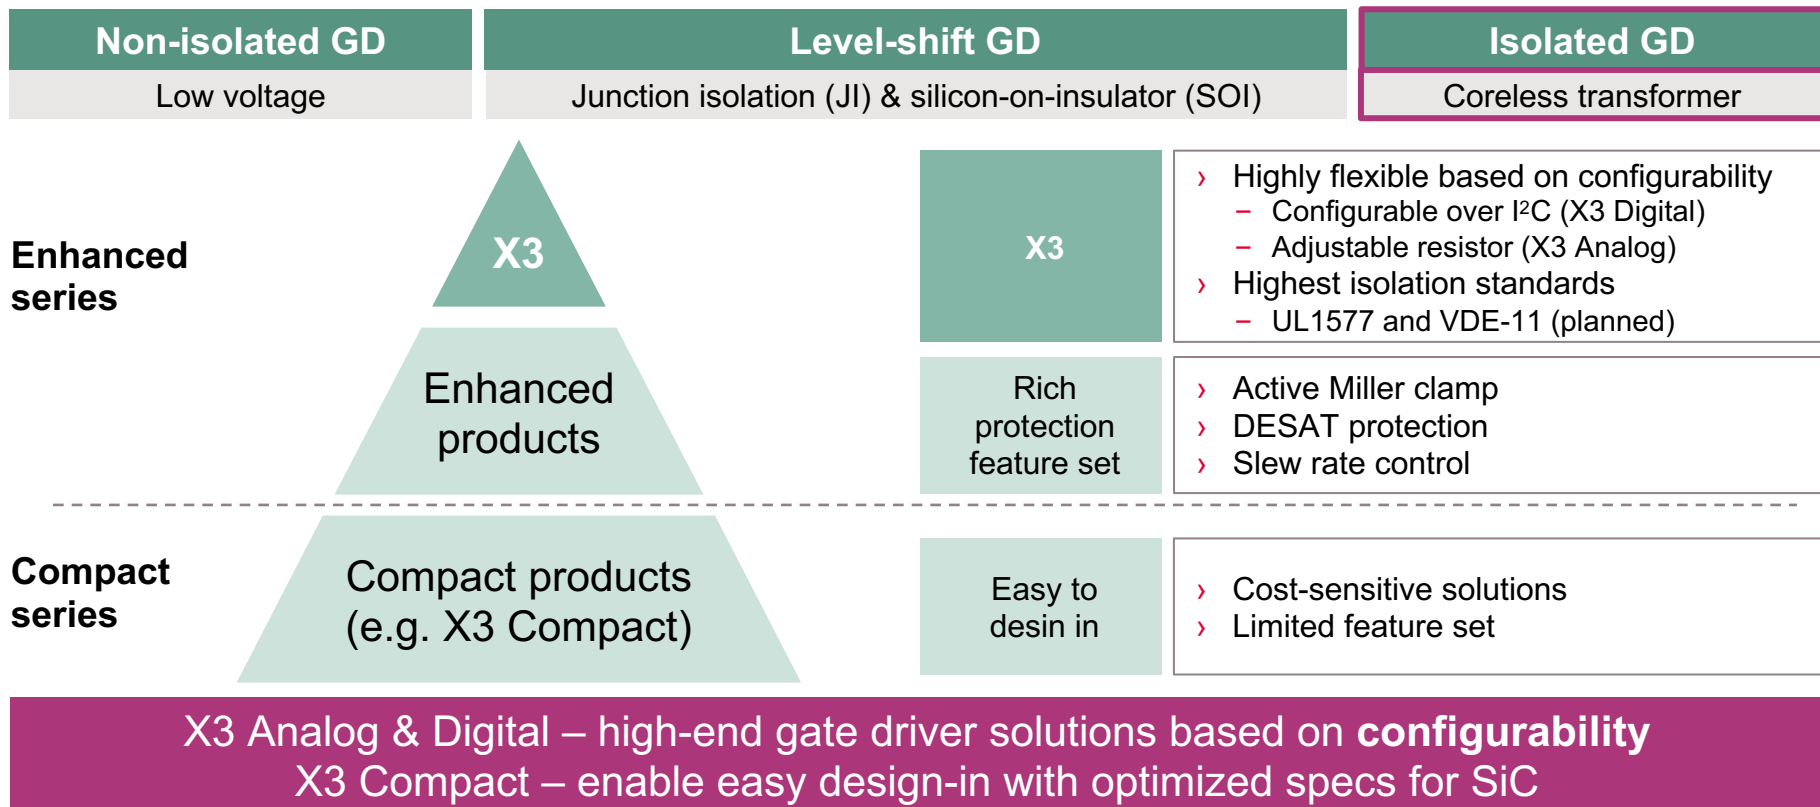 Non-isolated GD
Low voltage
Level-shift GD
Junction isolation (JI) & silicon-on-insulator (SOI)
Isolated GD
Coreless transformer
Enhanced
series
X3
X3
› Highly flexible based on configurability
– Configurable over I²C (X3 Digital)
– Adjustable resistor (X3 Analog)
› Highest isolation standards
– UL1577 and VDE-11 (planned)
Enhanced
products
Rich
protection
feature set
› Active Miller clamp
› DESAT protection
› Slew rate control
Compact
series
Compact products
(e.g. X3 Compact)
Easy to
desin in
› Cost-sensitive solutions
› Limited feature set
X3 Analog & Digital – high-end gate driver solutions based on configurability
X3 Compact – enable easy design-in with optimized specs for SiC